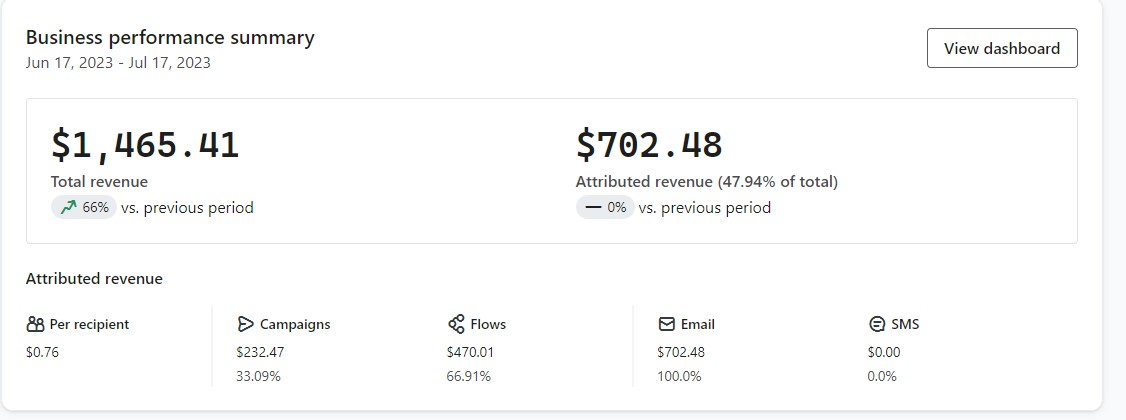 Business performance summary
Jun 17, 2023 - Jul 17, 2023
View dashboard
$1,465.41
Total revenue
66% vs. previous period
$702.48
Attributed revenue (47.94% of total)
0% vs. previous period
Attributed revenue
Per recipient
$0.76
Campaigns
$232.47
33.09%
Flows
$470.01
66.91%
Email
$702.48
100.0%
SMS
$0.00
0.0%